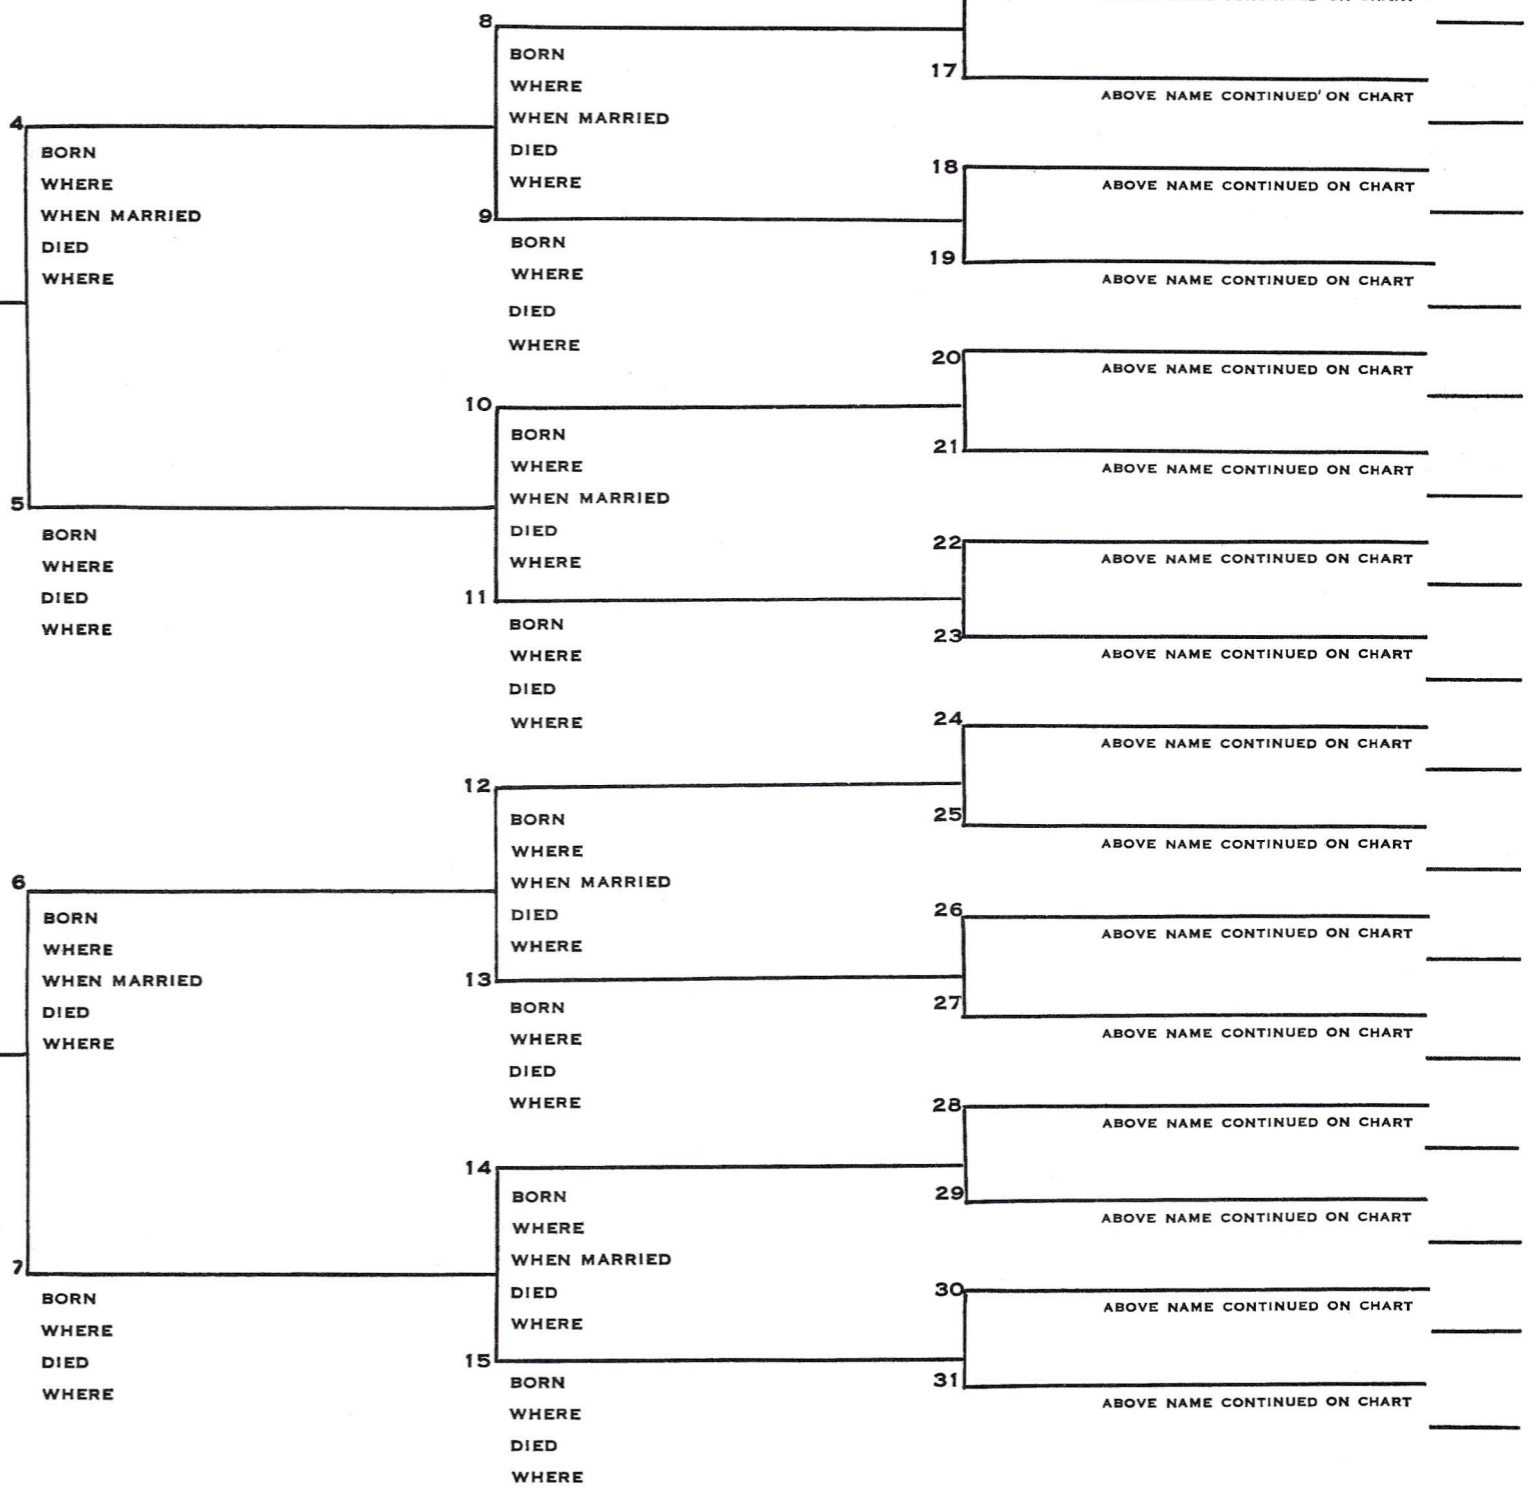 8
BORN
WHERE
WHEN MARRIED
DIED
WHERE
17
ABOVE NAME CONTINUED' ON CHART
4
BORN
WHERE
WHEN MARRIED
DIED
WHERE
9
BORN
WHERE
DIED
WHERE
18
ABOVE NAME CONTINUED ON CHART
19
ABOVE NAME CONTINUED ON CHART
20
ABOVE NAME CONTINUED ON CHART
10
BORN
WHERE
WHEN MARRIED
DIED
WHERE
21
ABOVE NAME CONTINUED ON CHART
5
BORN
WHERE
DIED
WHERE
22
ABOVE NAME CONTINUED ON CHART
11
BORN
WHERE
DIED
WHERE
23
ABOVE NAME CONTINUED ON CHART
24
ABOVE NAME CONTINUED ON CHART
12
BORN
WHERE
WHEN MARRIED
DIED
WHERE
25
ABOVE NAME CONTINUED ON CHART
6
BORN
WHERE
WHEN MARRIED
DIED
WHERE
26
ABOVE NAME CONTINUED ON CHART
13
BORN
WHERE
DIED
WHERE
27
ABOVE NAME CONTINUED ON CHART
28
ABOVE NAME CONTINUED ON CHART
14
BORN
WHERE
WHEN MARRIED
DIED
WHERE
29
ABOVE NAME CONTINUED ON CHART
7
BORN
WHERE
DIED
WHERE
30
ABOVE NAME CONTINUED ON CHART
15
BORN
WHERE
DIED
WHERE
31
ABOVE NAME CONTINUED ON CHART